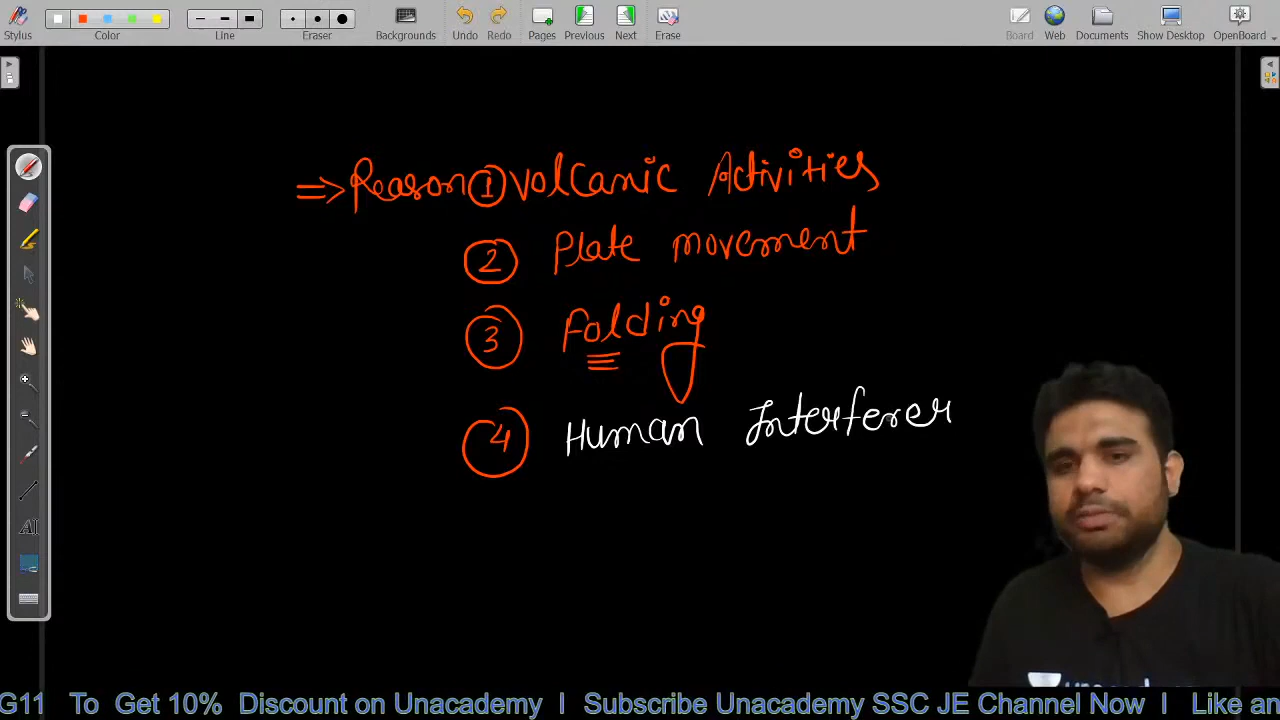 Stylus
Color
Line
Eraser
Backgrounds
Undo
Redo
Pages
Previous
Next
Erase
Board
Web
Documents
Show Desktop
OpenBoard
⇒ Reason ① Volcanic Activities
② Plate movement
③ Folding
④ Human Interferer
G11 To Get 10% Discount on Unacademy I Subscribe Unacademy SSC JE Channel Now I Like an